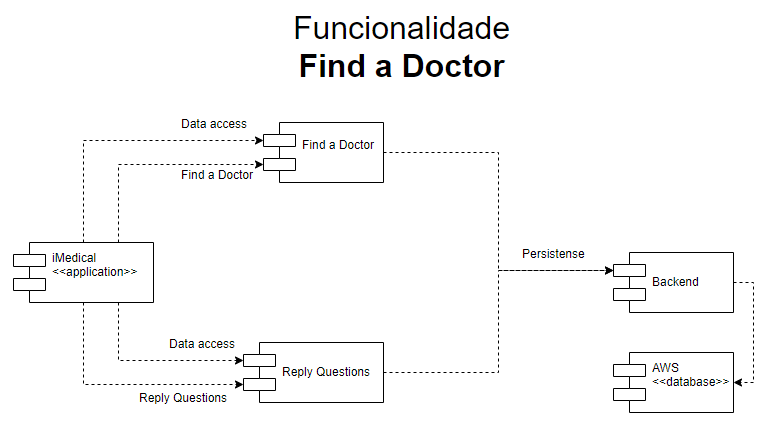 Funcionalidade
Find a Doctor
Data access
Find a Doctor
Find a Doctor
iMedical
<<application>>
Persistense
Backend
Data access
Reply Questions
Reply Questions
AWS
<<database>>